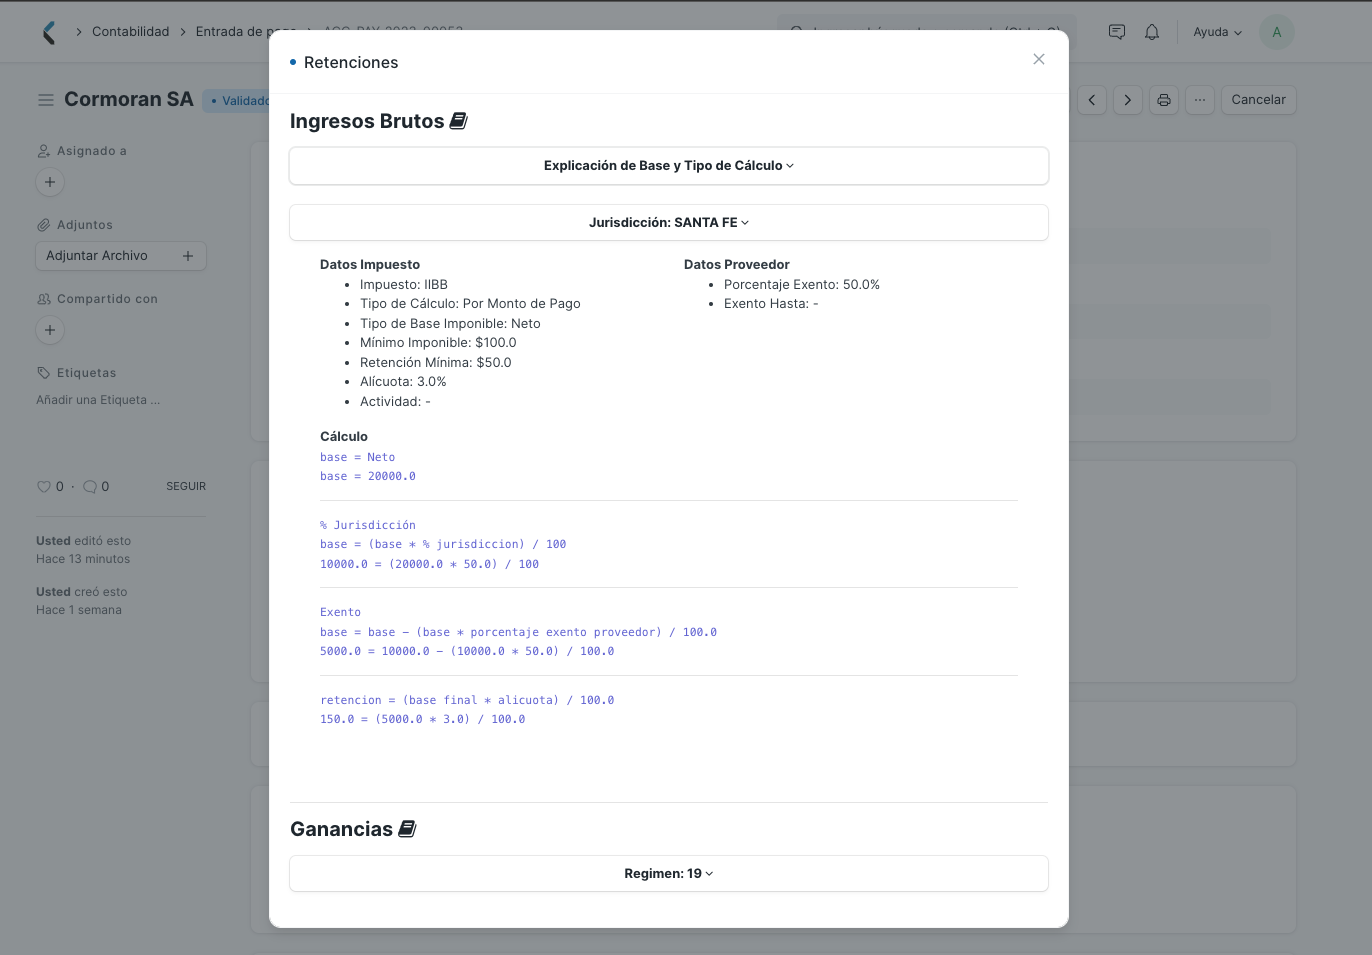 Contabilidad
Entrada de pago
ACC-PAY-2023-00053
Ayuda
A
Cormoran SA
Validado
Cancelar
Asignado a
Adjuntos
Adjuntar Archivo
Compartido con
Etiquetas
Añadir una Etiqueta ...
0 · 0
SEGUIR
Usted editó esto
Hace 13 minutos
Usted creó esto
Hace 1 semana
Retenciones
Ingresos Brutos
Explicación de Base y Tipo de Cálculo
Jurisdicción: SANTA FE
Datos Impuesto
Impuesto: IIBB
Tipo de Cálculo: Por Monto de Pago
Tipo de Base Imponible: Neto
Mínimo Imponible: $100.0
Retención Mínima: $50.0
Alícuota: 3.0%
Actividad: -
Datos Proveedor
Porcentaje Exento: 50.0%
Exento Hasta: -
Cálculo
base = Neto
base = 20000.0
% Jurisdicción
base = (base * % jurisdiccion) / 100
10000.0 = (20000.0 * 50.0) / 100
Exento
base = base - (base * porcentaje exento proveedor) / 100.0
5000.0 = 10000.0 - (10000.0 * 50.0) / 100.0
retencion = (base final * alicuota) / 100.0
150.0 = (5000.0 * 3.0) / 100.0
Ganancias
Regimen: 19